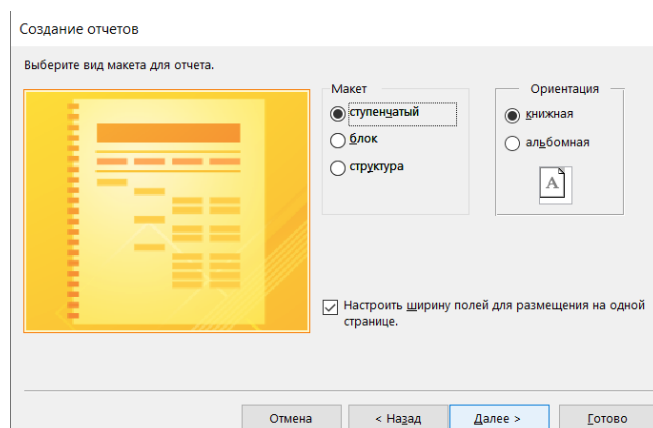 Создание отчетов
Выберите вид макета для отчета.
Макет
ступенчатый
блок
структура
Ориентация
книжная
альбомная
A
Настроить ширину полей для размещения на одной
странице.
Отмена
< Назад
Далее >
Готово